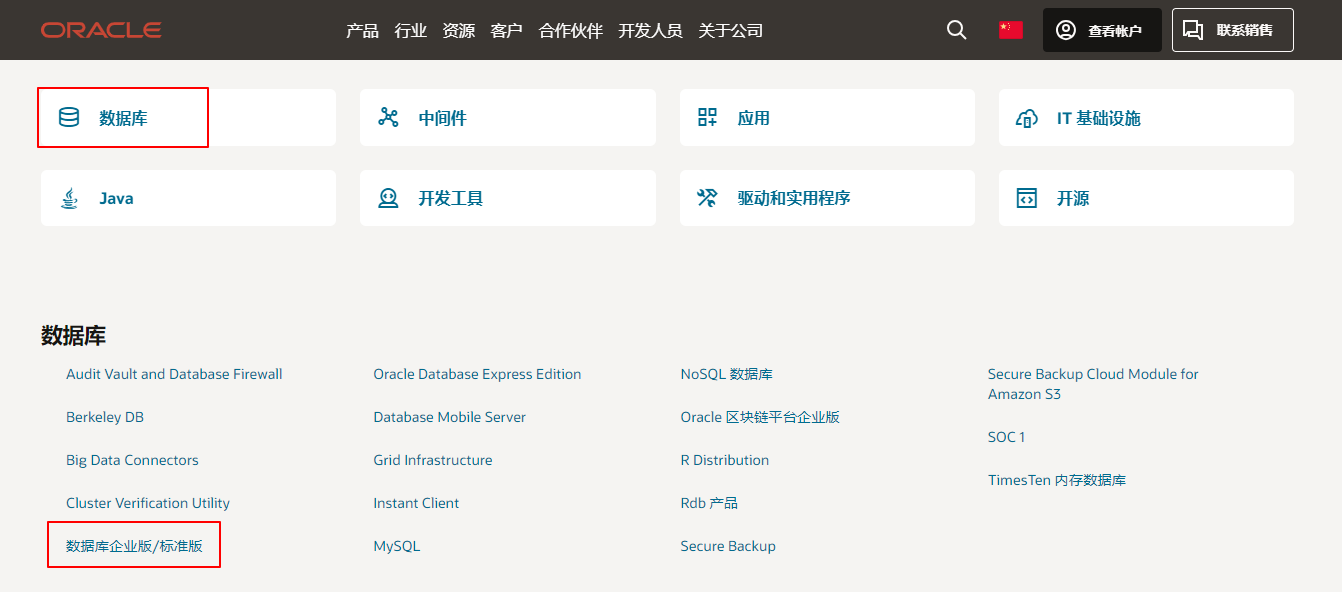 ORACLE 产品 行业 资源 客户 合作伙伴 开发人员 关于公司 查看帐户 联系销售
数据库 中间件 应用 IT 基础设施
Java 开发工具 驱动和实用程序 开源
数据库
Audit Vault and Database Firewall
Berkeley DB
Big Data Connectors
Cluster Verification Utility
数据库企业版/标准版
Oracle Database Express Edition
Database Mobile Server
Grid Infrastructure
Instant Client
MySQL
NoSQL 数据库
Oracle 区块链平台企业版
R Distribution
Rdb 产品
Secure Backup
Secure Backup Cloud Module for
Amazon S3
SOC 1
TimesTen 内存数据库